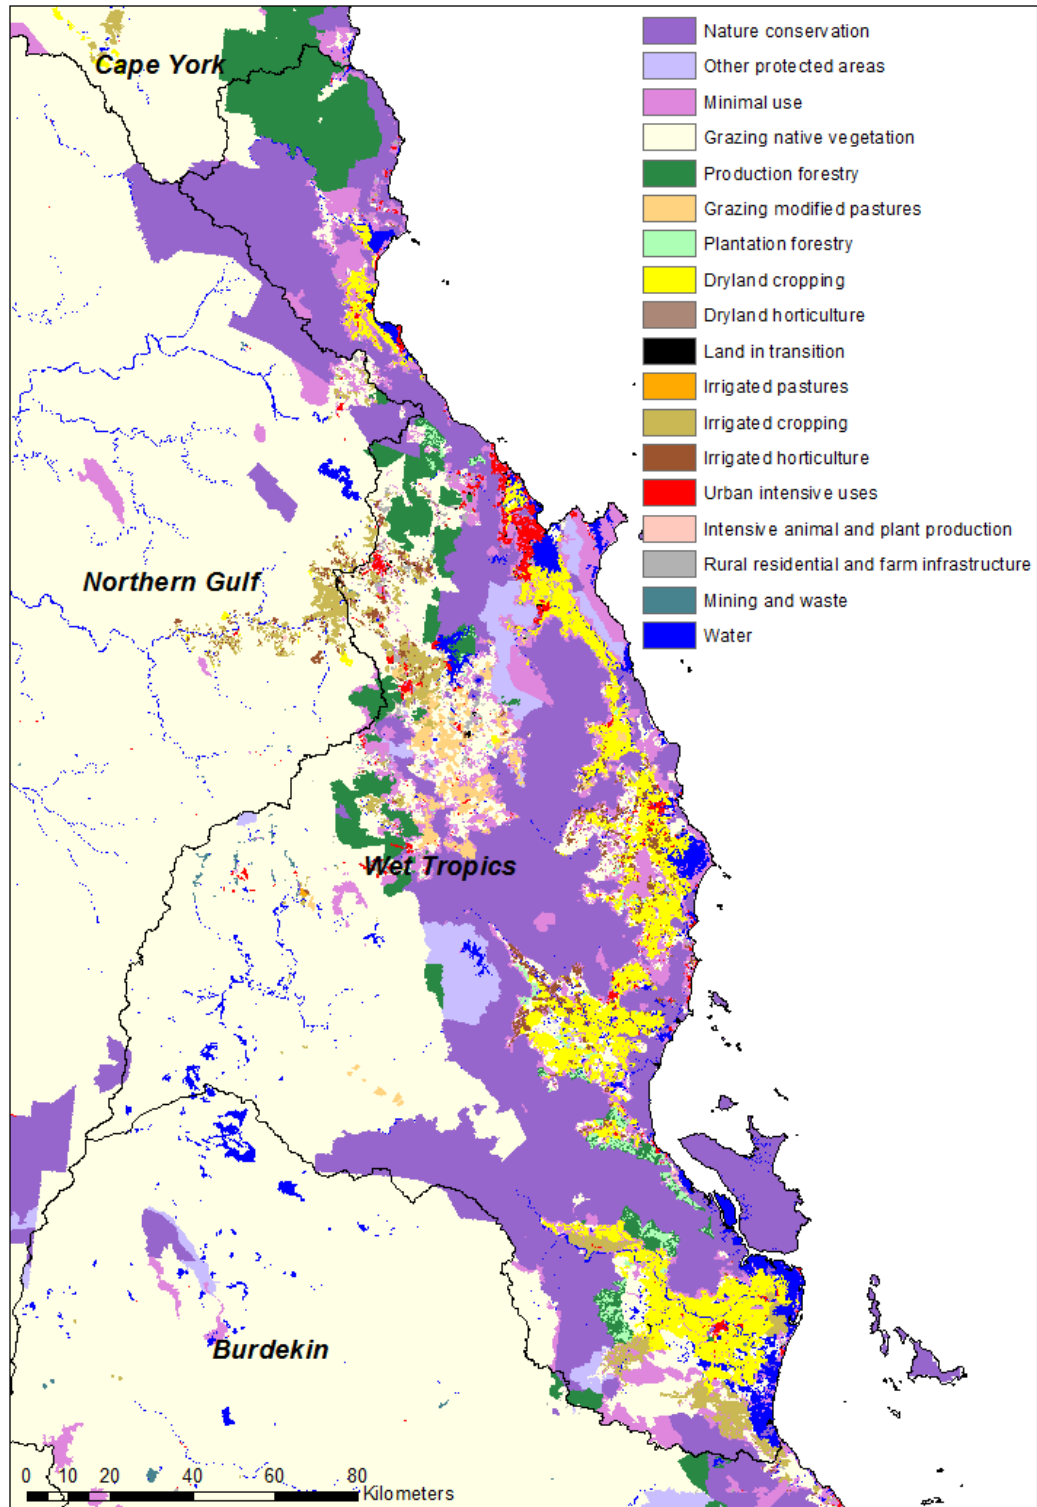 Cape York
Nature conservation
Other protected areas
Minimal use
Grazing native vegetation
Production forestry
Grazing modified pastures
Plantation forestry
Dryland cropping
Dryland horticulture
Land in transition
Irrigated pastures
Irrigated cropping
Irrigated horticulture
Urban intensive uses
Intensive animal and plant production
Rural residential and farm infrastructure
Mining and waste
Water
Northern Gulf
Wet Tropics
Burdekin
0 10 20 40 60 80
Kilometers